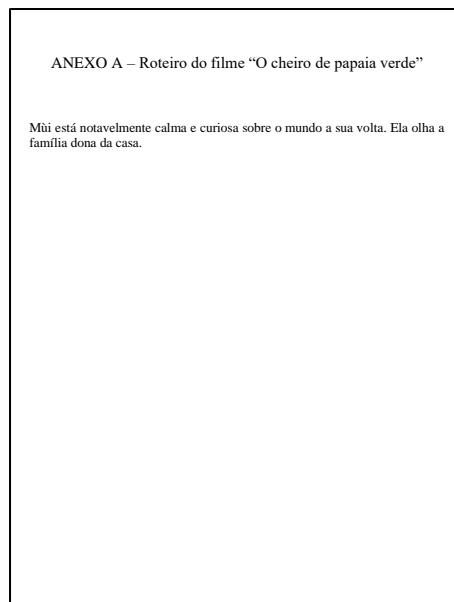 ANEXO A – Roteiro do filme “O cheiro de papaia verde”
Mùi está notavelmente calma e curiosa sobre o mundo a sua volta. Ela olha a
família dona da casa.